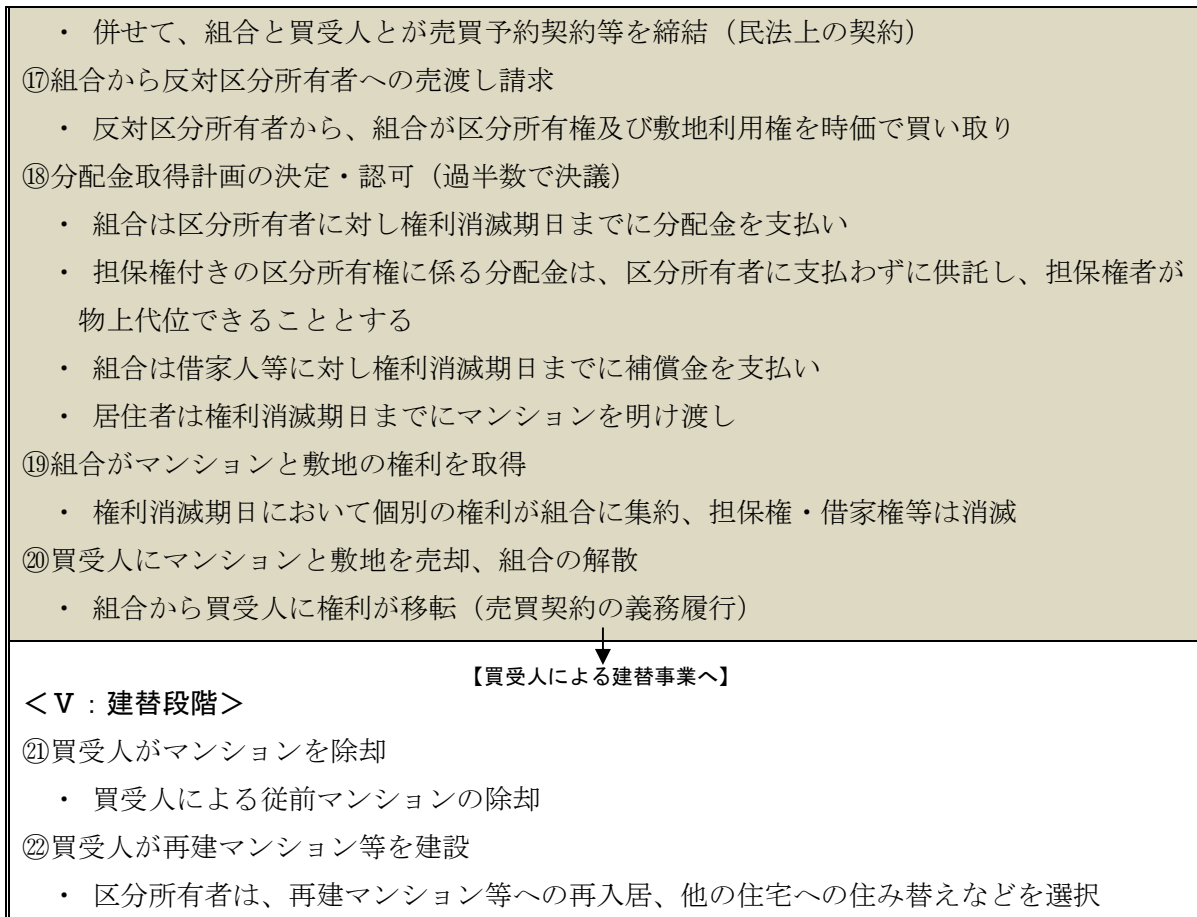 ・ 併せて、組合と買受人とが売買予約契約等を締結（民法上の契約）
⑰組合から反対区分所有者への売渡し請求
・ 反対区分所有者から、組合が区分所有権及び敷地利用権を時価で買い取り
⑱分配金取得計画の決定・認可（過半数で決議）
・ 組合は区分所有者に対し権利消滅期日までに分配金を支払い
・ 担保権付きの区分所有権に係る分配金は、区分所有者に支払わずに供託し、担保権者が
物上代位できることとする
・ 組合は借家人等に対し権利消滅期日までに補償金を支払い
・ 居住者は権利消滅期日までにマンションを明け渡し
⑲組合がマンションと敷地の権利を取得
・ 権利消滅期日において個別の権利が組合に集約、担保権・借家権等は消滅
⑳買受人にマンションと敷地を売却、組合の解散
・ 組合から買受人に権利が移転（売買契約の義務履行）
【買受人による建替事業へ】
＜Ⅴ：建替段階＞
㉑買受人がマンションを除却
・ 買受人による従前マンションの除却
㉒買受人が再建マンション等を建設
・ 区分所有者は、再建マンション等への再入居、他の住宅への住み替えなどを選択